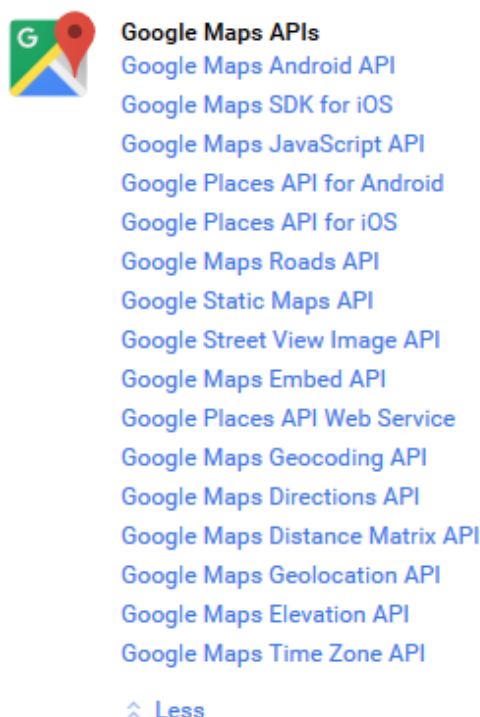 G
Google Maps APIs
Google Maps Android API
Google Maps SDK for iOS
Google Maps JavaScript API
Google Places API for Android
Google Places API for iOS
Google Maps Roads API
Google Static Maps API
Google Street View Image API
Google Maps Embed API
Google Places API Web Service
Google Maps Geocoding API
Google Maps Directions API
Google Maps Distance Matrix API
Google Maps Geolocation API
Google Maps Elevation API
Google Maps Time Zone API
Less